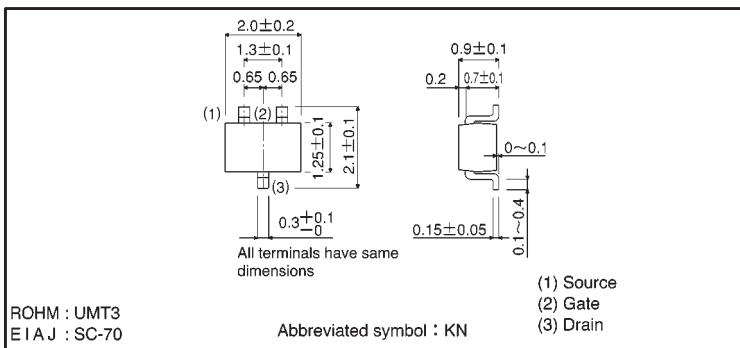 2.0±0.2
1.3±0.1
0.65 0.65
(1) (2)
1.25±0.1
2.1±0.1
(3)
0.3+0.1 −0
All terminals have same
dimensions
0.9±0.1
0.2 0.7±0.1
0～0.1
0.15±0.05
0.1～0.4
(1) Source
(2) Gate
(3) Drain
ROHM : UMT3
EIAJ : SC-70
Abbreviated symbol : KN